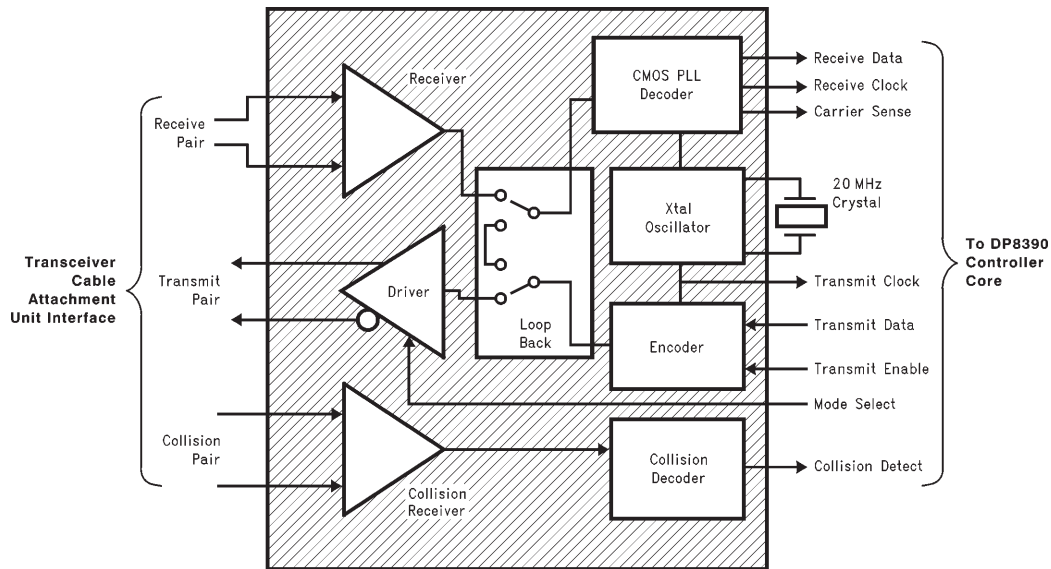 Transceiver
Cable
Attachment
Unit Interface
Receive
Pair
Transmit
Pair
Collision
Pair
Receiver
Driver
Collision
Receiver
Loop
Back
CMOS PLL
Decoder
Xtal
Oscillator
Encoder
Collision
Decoder
Receive Data
Receive Clock
Carrier Sense
20 MHz
Crystal
Transmit Clock
Transmit Data
Transmit Enable
Mode Select
Collision Detect
To DP8390
Controller
Core